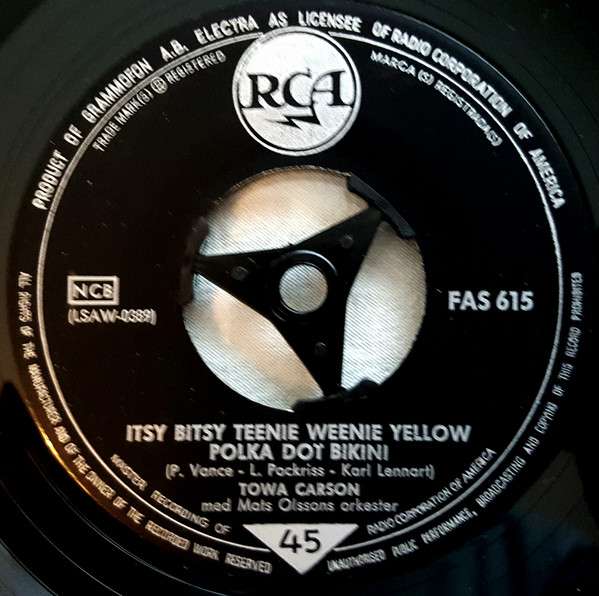 PRODUCT OF GRAMMOFON A.B. ELECTRA AS LICENSEE OF RADIO CORPORATION OF AMERICA
TRADE MARK(S) ® REGISTERED
MARCA(S) REGISTRADA(S)
RCA
NCB
(LSAW-0389)
FAS 615
ITSY BITSY TEENIE WEENIE YELLOW
POLKA DOT BIKINI
(P. Vance - L. Pockriss - Karl Lennart)
TOWA CARSON
med Mats Olssons orkester
MASTER RECORDING OF
RADIO CORPORATION OF AMERICA
45
ALL RIGHTS OF THE MANUFACTURER AND OF THE OWNER OF THE RECORDED WORK RESERVED
UNAUTHORISED PUBLIC PERFORMANCE, BROADCASTING AND COPYING OF THIS RECORD PROHIBITED